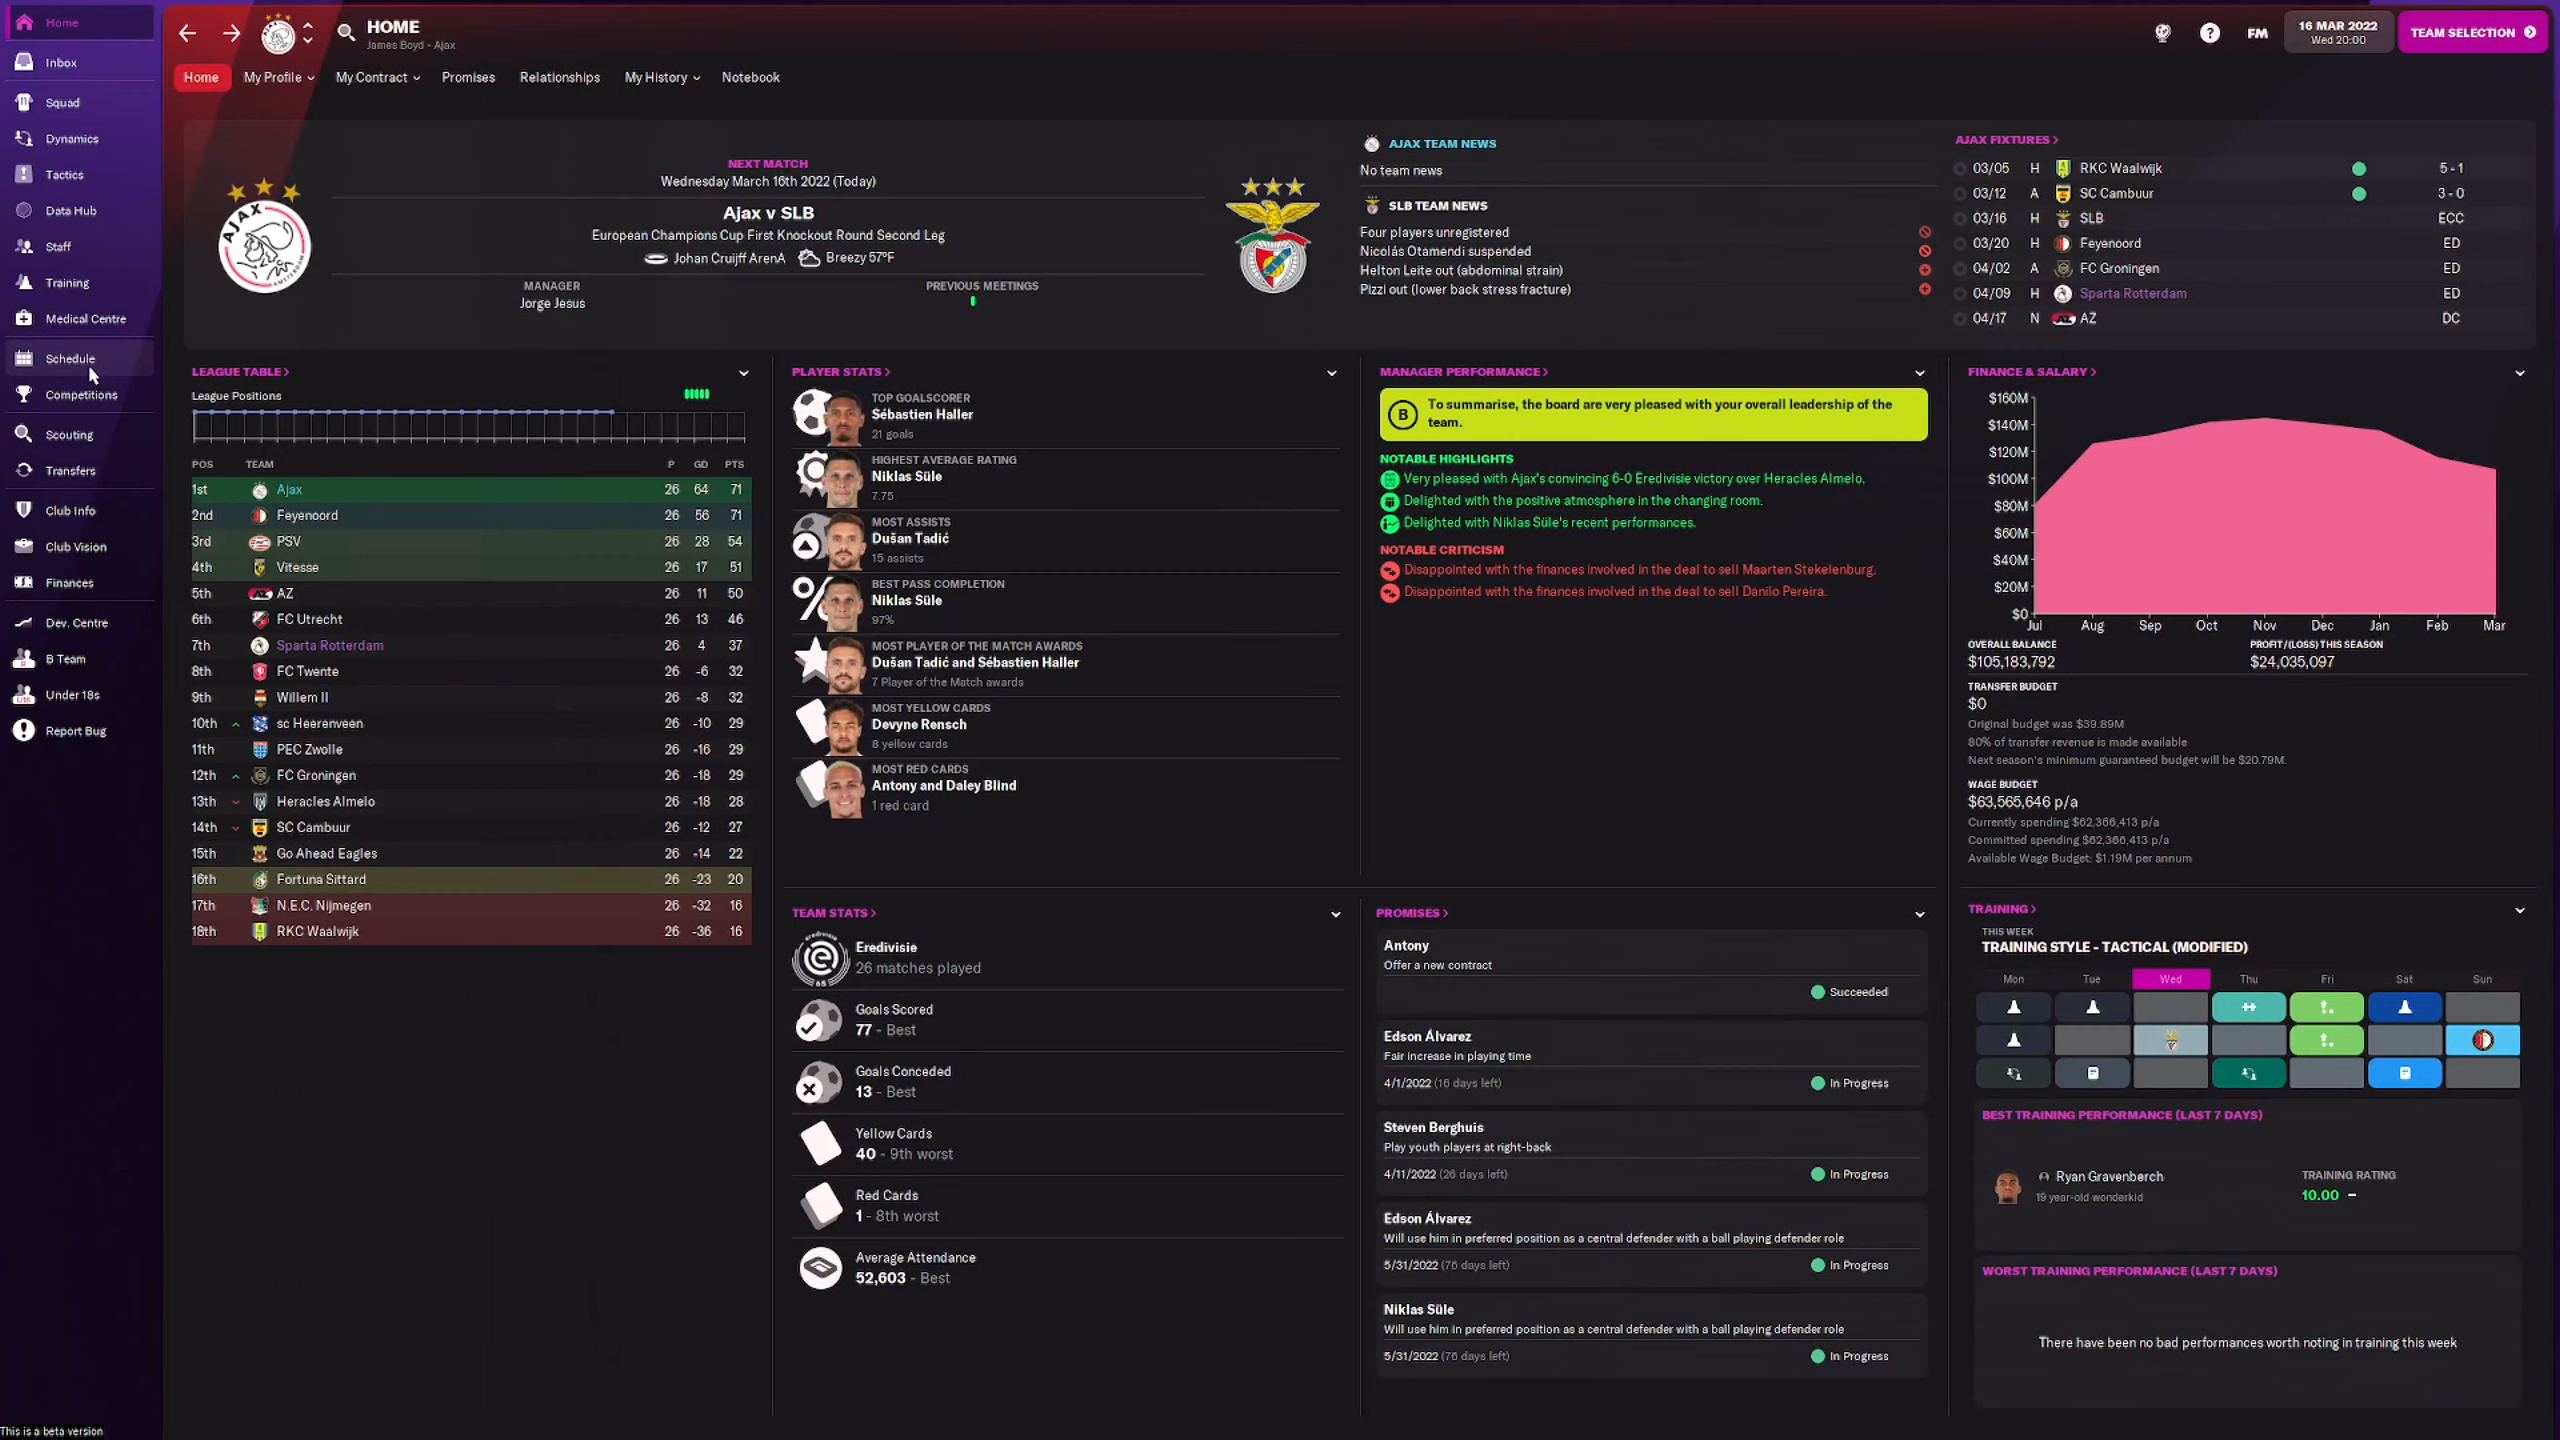 Home
Inbox
Squad
Dynamics
Tactics
Data Hub
Staff
Training
Medical Centre
Schedule
Competitions
Scouting
Transfers
Club Info
Club Vision
Finances
Dev. Centre
B Team
Under 18s
Report Bug
This is a beta version
HOME
James Boyd - Ajax
FM
16 MAR 2022
Wed 20:00
TEAM SELECTION
Home My Profile My Contract Promises Relationships My History Notebook
NEXT MATCH
Wednesday March 16th 2022 (Today)
Ajax v SLB
European Champions Cup First Knockout Round Second Leg
Johan Cruijff ArenA Breezy 57°F
MANAGER
Jorge Jesus
PREVIOUS MEETINGS
AJAX TEAM NEWS
No team news
SLB TEAM NEWS
Four players unregistered
Nicolás Otamendi suspended
Helton Leite out (abdominal strain)
Pizzi out (lower back stress fracture)
AJAX FIXTURES >
03/05 H RKC Waalwijk 5 - 1
03/12 A SC Cambuur 3 - 0
03/16 H SLB ECC
03/20 H Feyenoord ED
04/02 A FC Groningen ED
04/09 H Sparta Rotterdam ED
04/17 N AZ DC
LEAGUE TABLE >
League Positions
POS TEAM P GD PTS
1st Ajax 26 64 71
2nd Feyenoord 26 56 71
3rd PSV 26 28 54
4th Vitesse 26 17 51
5th AZ 26 11 50
6th FC Utrecht 26 13 46
7th Sparta Rotterdam 26 4 37
8th FC Twente 26 -6 32
9th Willem II 26 -8 32
10th sc Heerenveen 26 -10 29
11th PEC Zwolle 26 -16 29
12th FC Groningen 26 -18 29
13th Heracles Almelo 26 -18 28
14th SC Cambuur 26 -12 27
15th Go Ahead Eagles 26 -14 22
16th Fortuna Sittard 26 -23 20
17th N.E.C. Nijmegen 26 -32 16
18th RKC Waalwijk 26 -36 16
PLAYER STATS >
TOP GOALSCORER
Sébastien Haller
21 goals
HIGHEST AVERAGE RATING
Niklas Süle
7.75
MOST ASSISTS
Dušan Tadić
15 assists
BEST PASS COMPLETION
Niklas Süle
97%
MOST PLAYER OF THE MATCH AWARDS
Dušan Tadić and Sébastien Haller
7 Player of the Match awards
MOST YELLOW CARDS
Devyne Rensch
8 yellow cards
MOST RED CARDS
Antony and Daley Blind
1 red card
MANAGER PERFORMANCE >
B
To summarise, the board are very pleased with your overall leadership of the
team.
NOTABLE HIGHLIGHTS
Very pleased with Ajax's convincing 6-0 Eredivisie victory over Heracles Almelo.
Delighted with the positive atmosphere in the changing room.
Delighted with Niklas Süle's recent performances.
NOTABLE CRITICISM
Disappointed with the finances involved in the deal to sell Maarten Stekelenburg.
Disappointed with the finances involved in the deal to sell Danilo Pereira.
FINANCE & SALARY >
$160M
$140M
$120M
$100M
$80M
$60M
$40M
$20M
$0
Jul Aug Sep Oct Nov Dec Jan Feb Mar
OVERALL BALANCE
$105,183,792
PROFIT/(LOSS) THIS SEASON
$24,035,097
TRANSFER BUDGET
$0
Original budget was $39.89M
80% of transfer revenue is made available
Next season's minimum guaranteed budget will be $20.79M.
WAGE BUDGET
$63,565,646 p/a
Currently spending $62,366,413 p/a
Committed spending $62,366,413 p/a
Available Wage Budget: $1.19M per annum
TEAM STATS >
Eredivisie
26 matches played
Goals Scored
77 - Best
Goals Conceded
13 - Best
Yellow Cards
40 - 9th worst
Red Cards
1 - 8th worst
Average Attendance
52,603 - Best
PROMISES >
Antony
Offer a new contract
Succeeded
Edson Álvarez
Fair increase in playing time
4/1/2022 (16 days left) In Progress
Steven Berghuis
Play youth players at right-back
4/11/2022 (26 days left) In Progress
Edson Álvarez
Will use him in preferred position as a central defender with a ball playing defender role
5/31/2022 (76 days left) In Progress
Niklas Süle
Will use him in preferred position as a central defender with a ball playing defender role
5/31/2022 (76 days left) In Progress
TRAINING >
THIS WEEK
TRAINING STYLE - TACTICAL (MODIFIED)
Mon Tue Wed Thu Fri Sat Sun
BEST TRAINING PERFORMANCE (LAST 7 DAYS)
Ryan Gravenberch
19 year-old wonderkid
TRAINING RATING
10.00 -
WORST TRAINING PERFORMANCE (LAST 7 DAYS)
There have been no bad performances worth noting in training this week